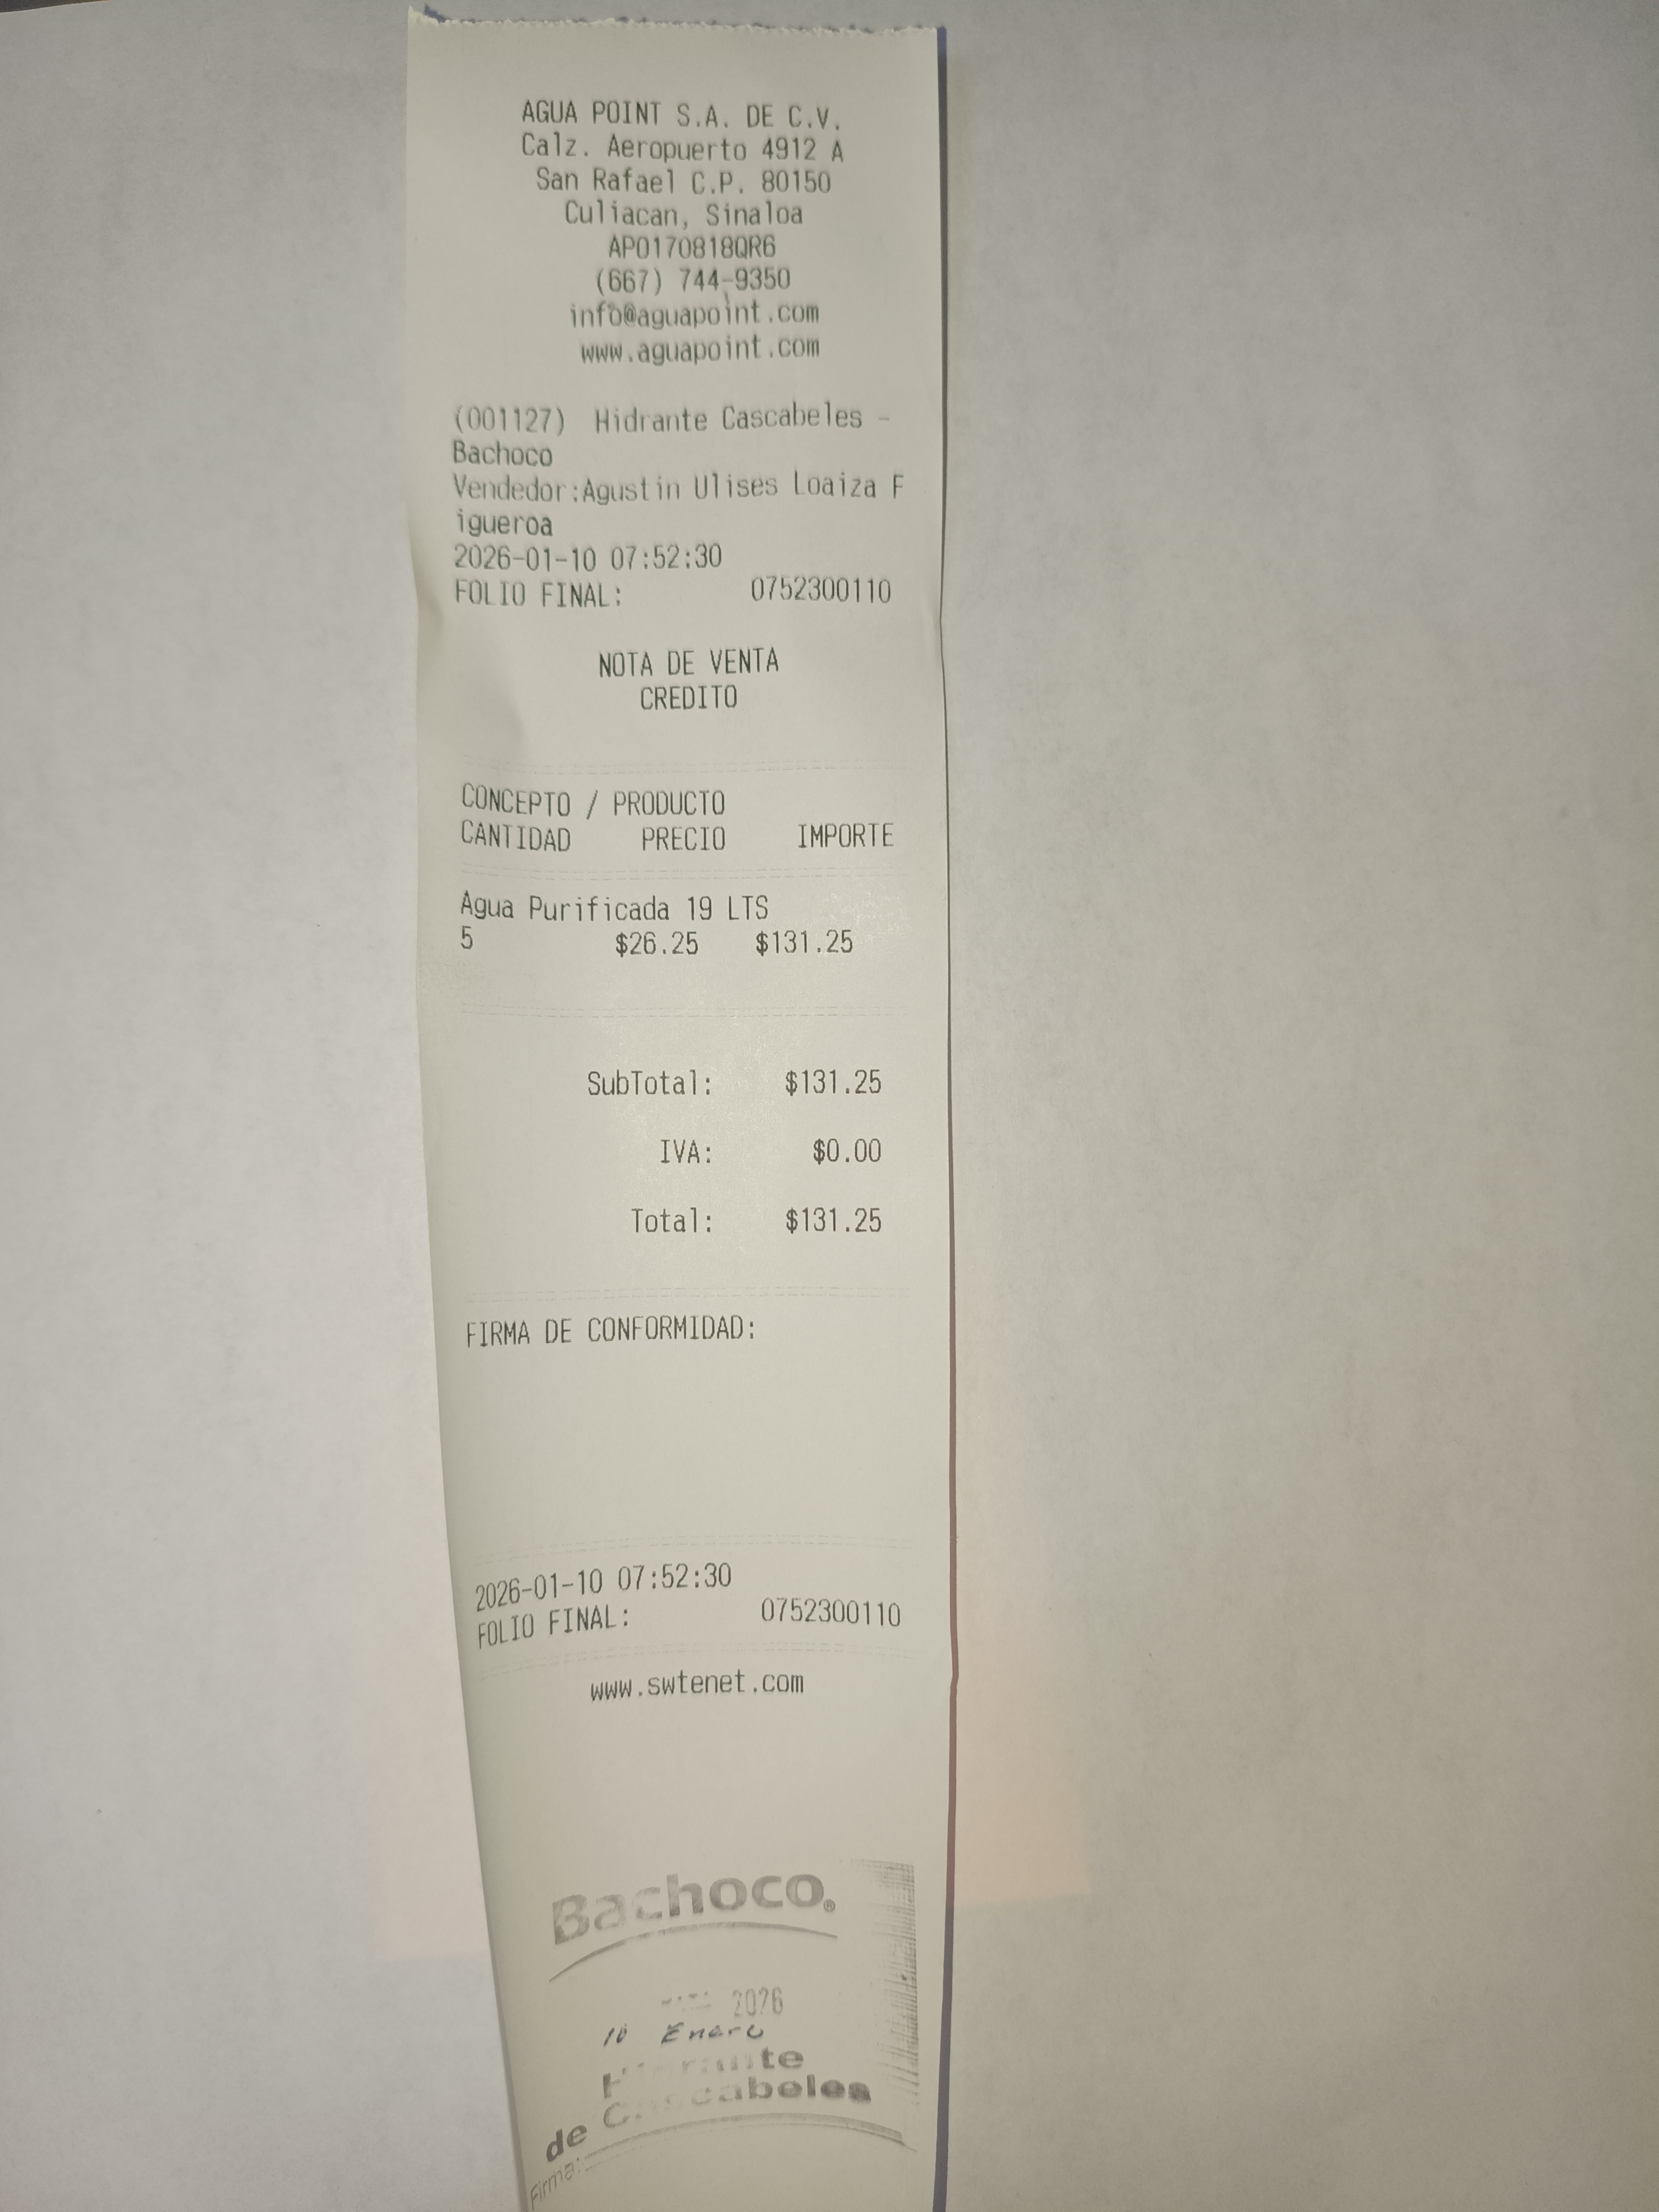 AGUA POINT S.A. DE C.V.
Calz. Aeropuerto 4912 A
San Rafael C.P. 80150
Culiacan, Sinaloa
APO170818QR6
(667) 744-9350
info@aguapoint.com
www.aguapoint.com
(001127) Hidrante Cascabeles -
Bachoco
Vendedor:Agustin Ulises Loaiza F
igueroa
2026-01-10 07:52:30
FOLIO FINAL: 0752300110
NOTA DE VENTA
CREDITO
CONCEPTO / PRODUCTO
CANTIDAD PRECIO IMPORTE
Agua Purificada 19 LTS
5 $26.25 $131.25
SubTotal: $131.25
IVA: $0.00
Total: $131.25
FIRMA DE CONFORMIDAD:
2026-01-10 07:52:30
FOLIO FINAL: 0752300110
www.swtenet.com
Bachoco®
2026
10 Enero
Hidrante
de Cascabeles
Firma: